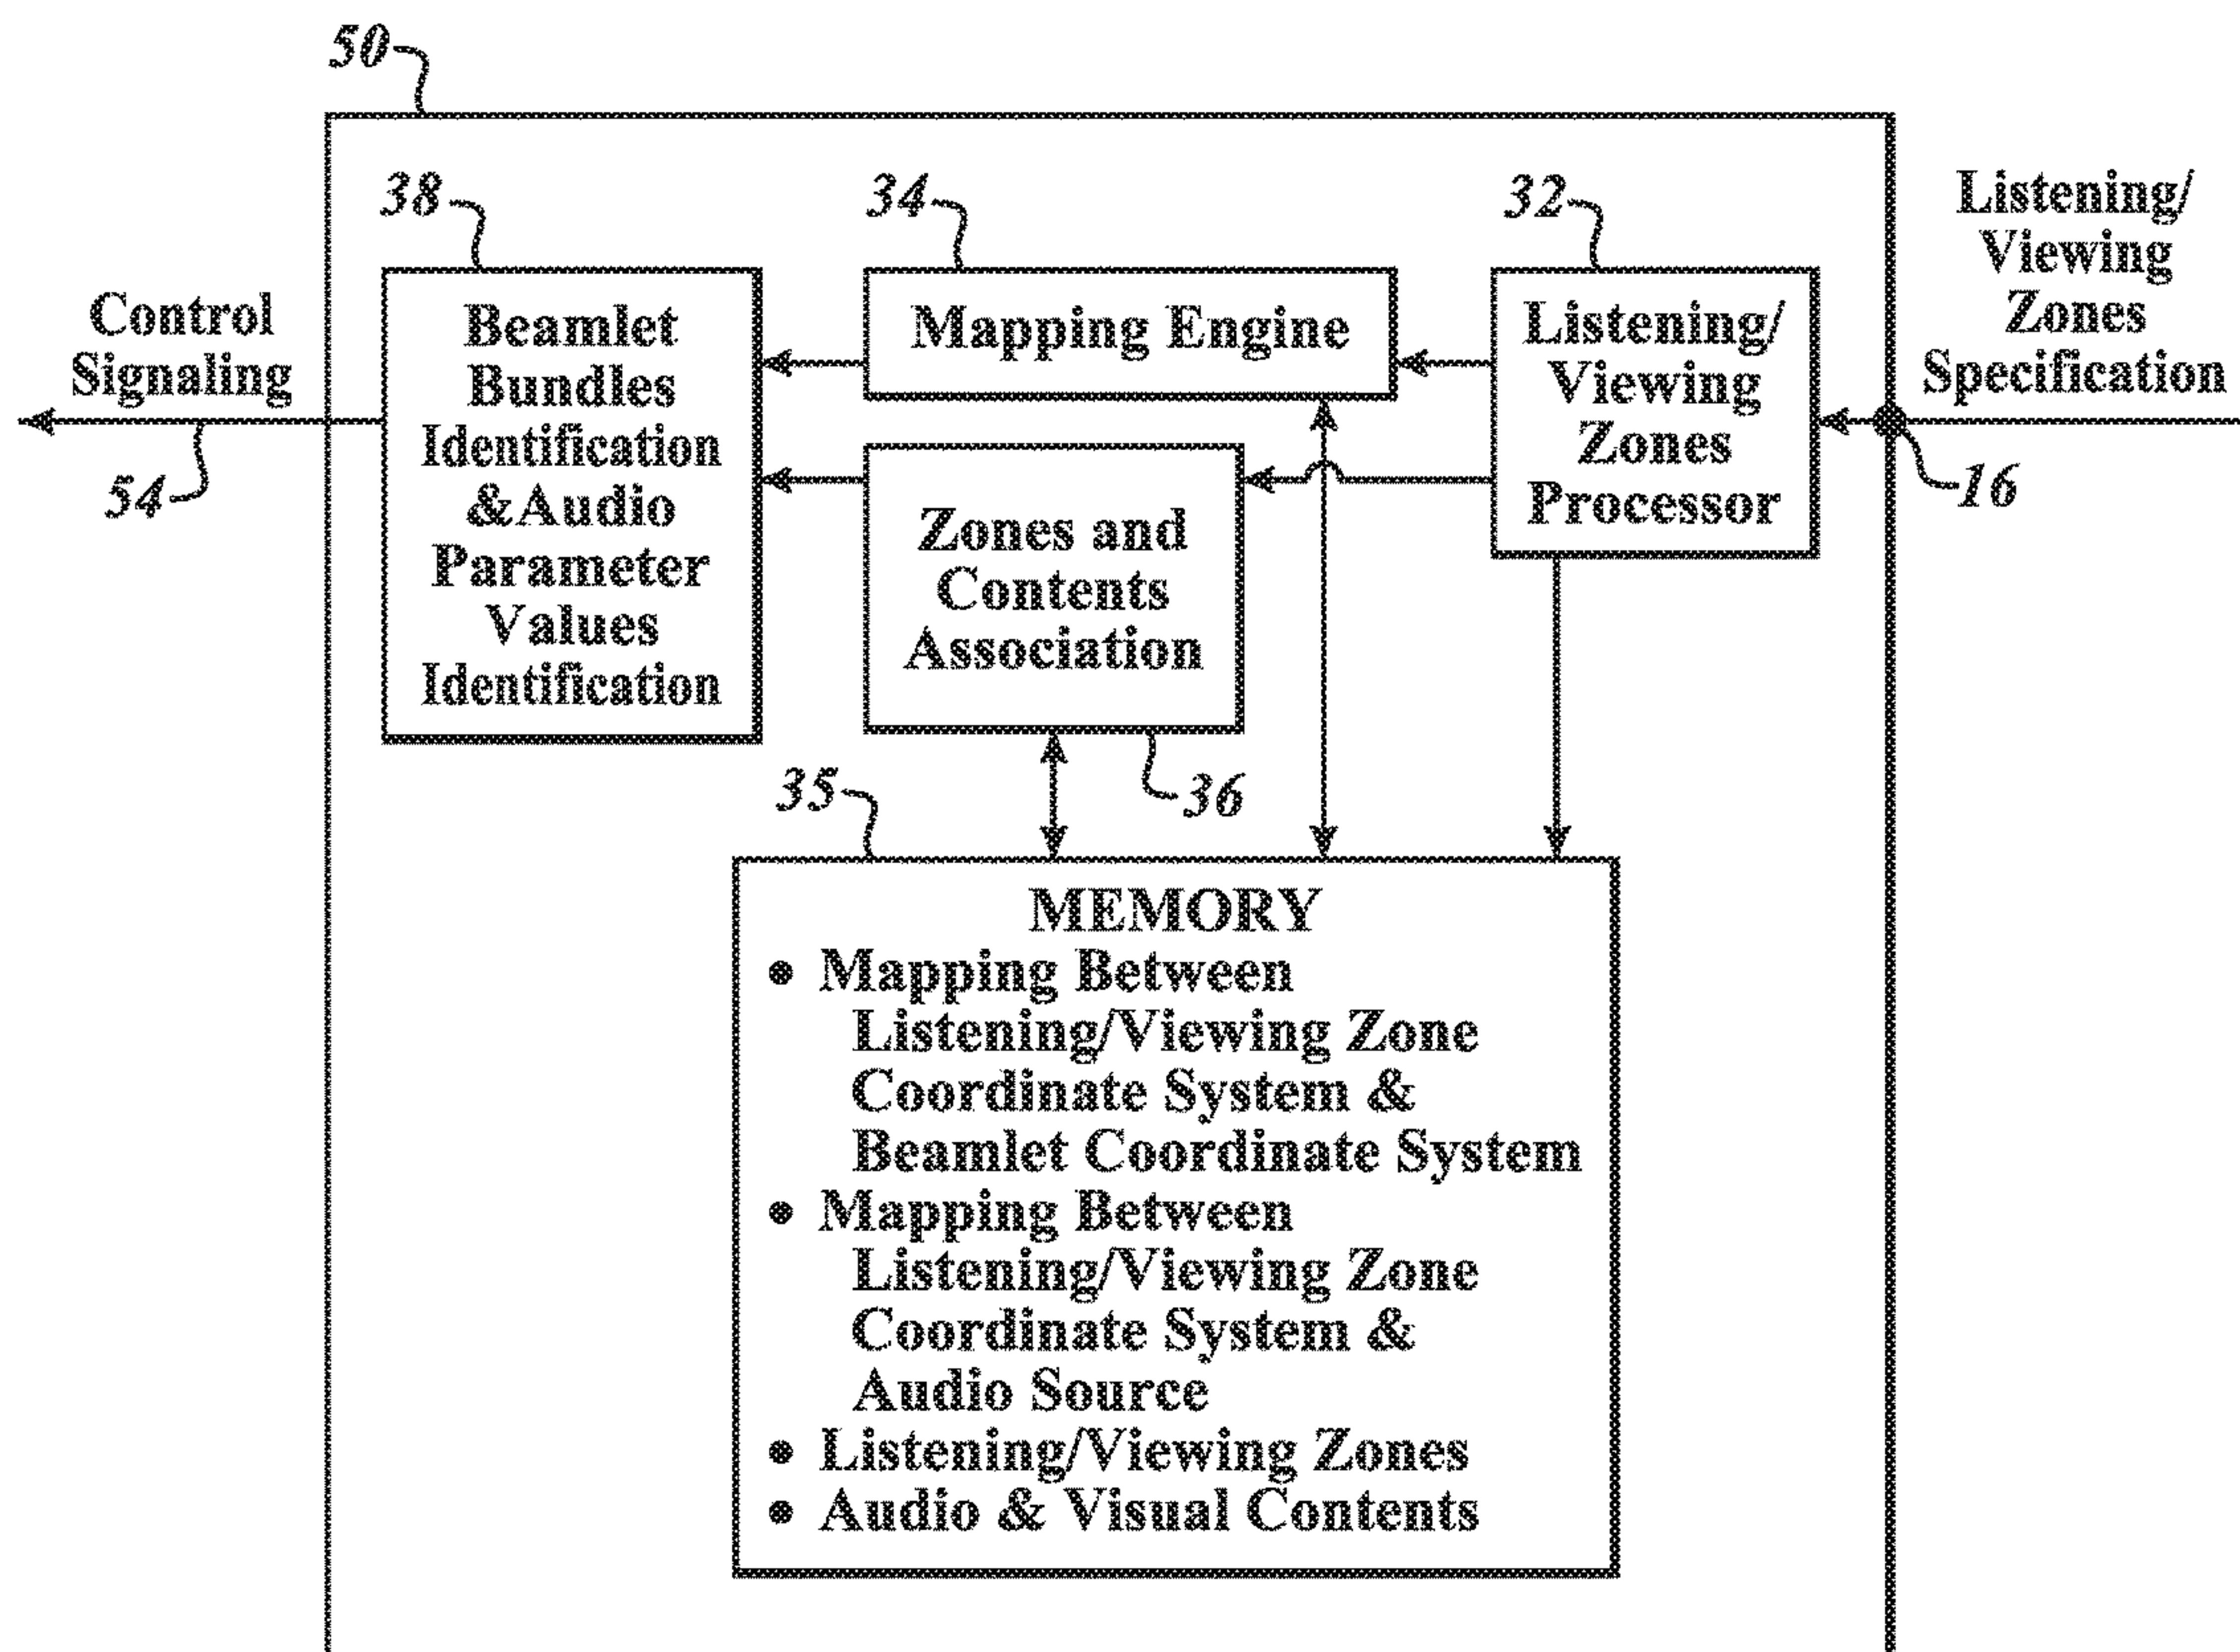 50
38
34
32
Listening/
Viewing
Zones
Specification
Control
Signaling
Beamlet
Bundles
Identification
&Audio
Parameter
Values
Identification
Mapping Engine
Listening/
Viewing
Zones
Processor
54
16
Zones and
Contents
Association
35
36
MEMORY
• Mapping Between
Listening/Viewing Zone
Coordinate System &
Beamlet Coordinate System
• Mapping Between
Listening/Viewing Zone
Coordinate System &
Audio Source
• Listening/Viewing Zones
• Audio & Visual Contents